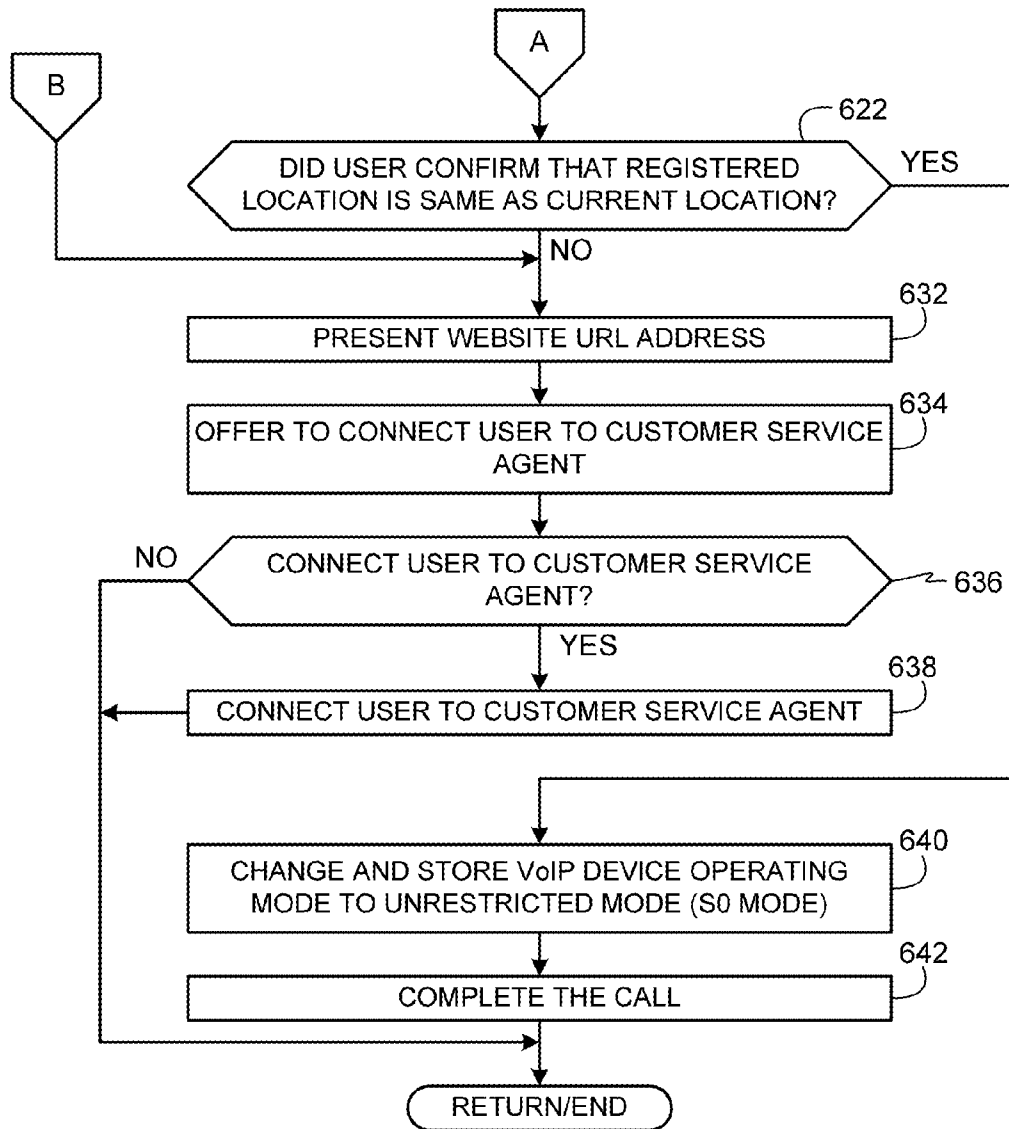 A
B
622
DID USER CONFIRM THAT REGISTERED
LOCATION IS SAME AS CURRENT LOCATION?
YES
NO
632
PRESENT WEBSITE URL ADDRESS
634
OFFER TO CONNECT USER TO CUSTOMER SERVICE
AGENT
NO
CONNECT USER TO CUSTOMER SERVICE
AGENT?
636
YES
638
CONNECT USER TO CUSTOMER SERVICE AGENT
640
CHANGE AND STORE VoIP DEVICE OPERATING
MODE TO UNRESTRICTED MODE (S0 MODE)
642
COMPLETE THE CALL
RETURN/END